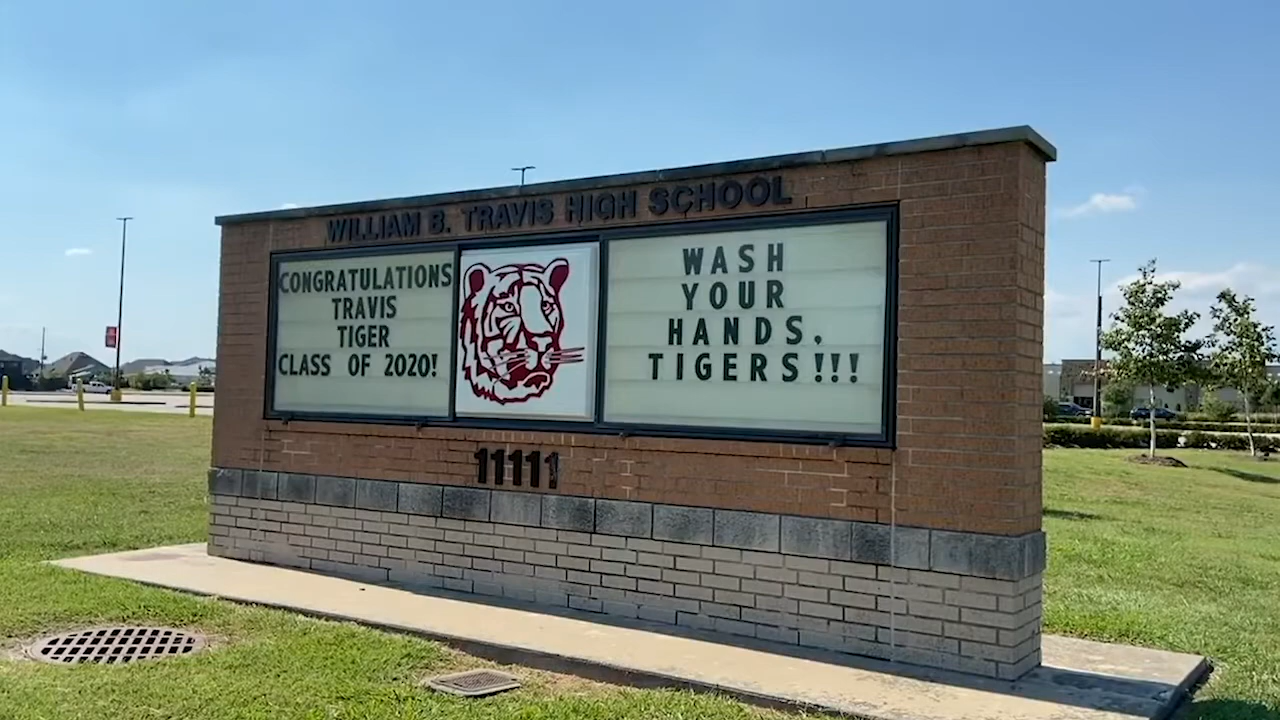 WILLIAM B. TRAVIS HIGH SCHOOL
CONGRATULATIONS
TRAVIS
TIGER
CLASS OF 2020!
WASH
YOUR
HANDS,
TIGERS!!!
11111